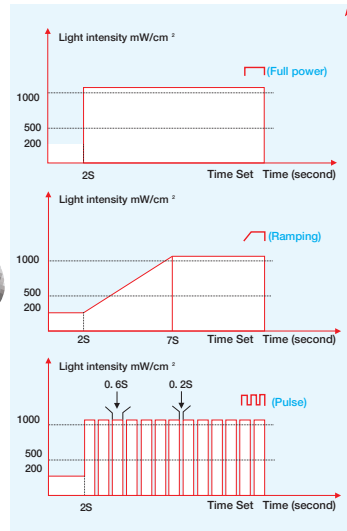 Light intensity mW/cm ²
(Full power)
1000
500
200
2S Time Set Time (second)
Light intensity mW/cm ²
(Ramping)
1000
500
200
2S 7S Time Set Time (second)
Light intensity mW/cm ²
0. 6S 0. 2S
(Pulse)
1000
500
200
2S Time Set Time (second)